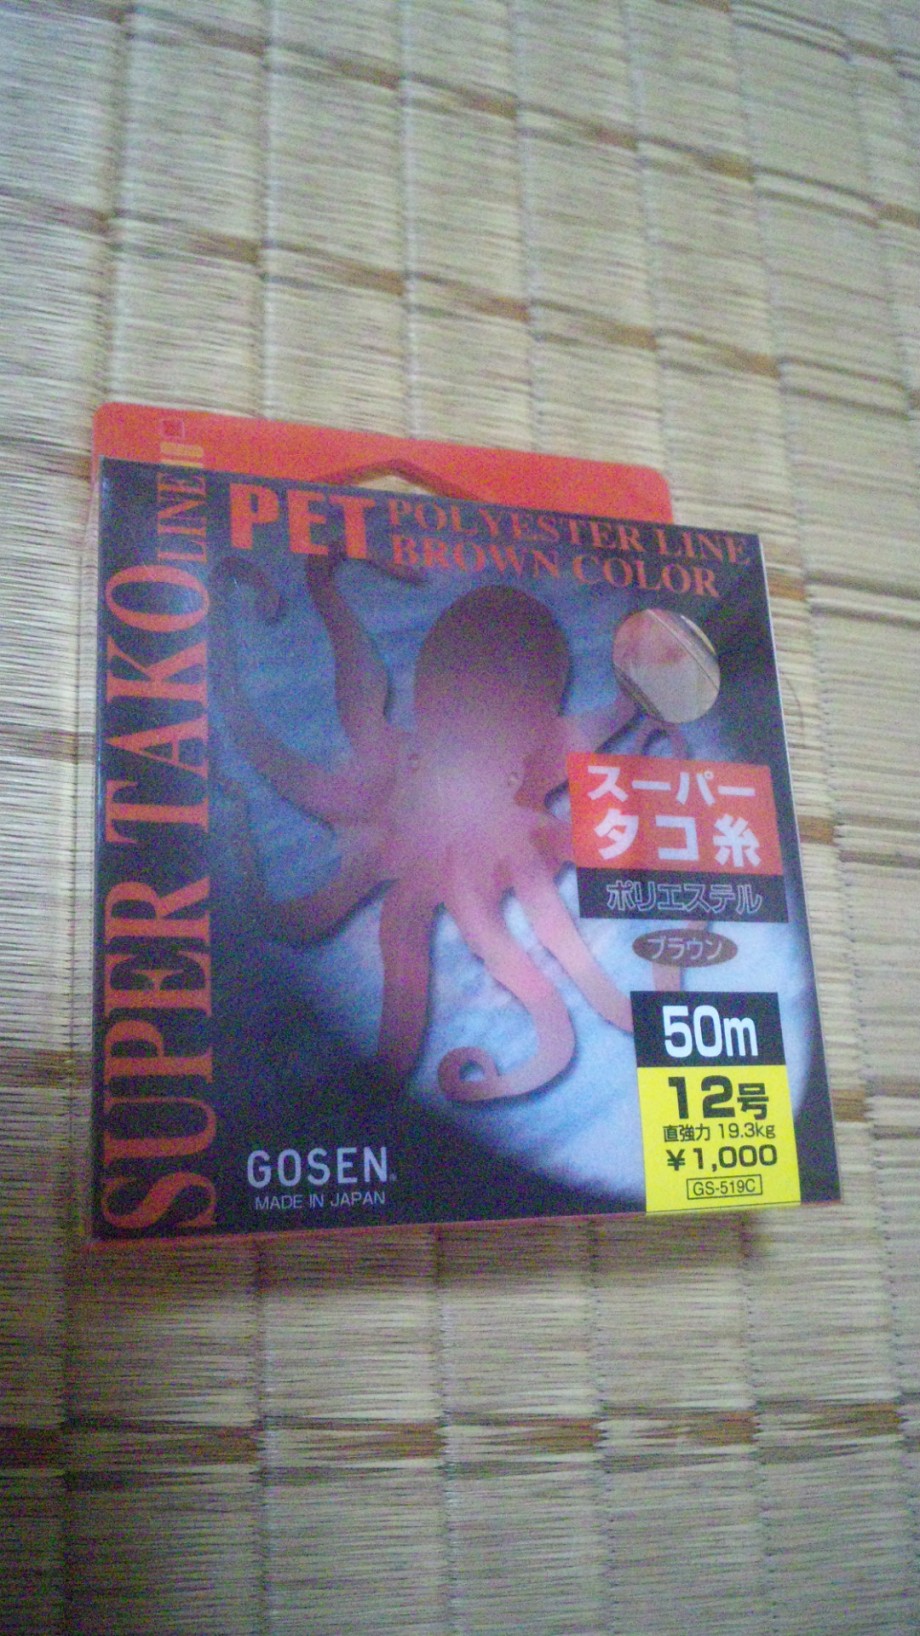 SUPER TAKO LINE
PET
POLYESTER LINE
BROWN COLOR
スーパー
タコ糸
ポリエステル
ブラウン
50m
12号
直強力 19.3kg
¥1,000
GS-519C
GOSEN®
MADE IN JAPAN